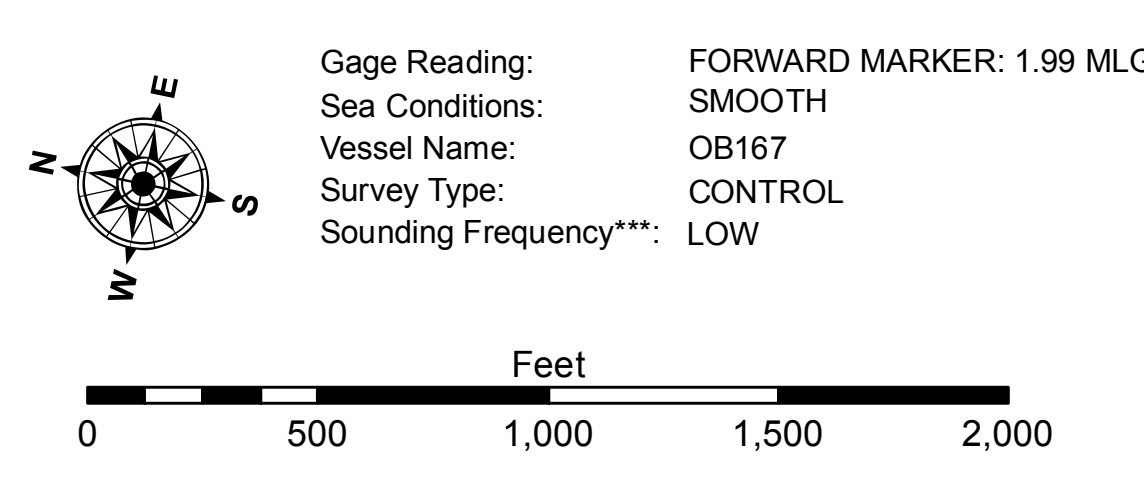 E
N
S
W
Gage Reading: FORWARD MARKER: 1.99 MLG
Sea Conditions: SMOOTH
Vessel Name: OB167
Survey Type: CONTROL
Sounding Frequency***: LOW
Feet
0 500 1,000 1,500 2,000